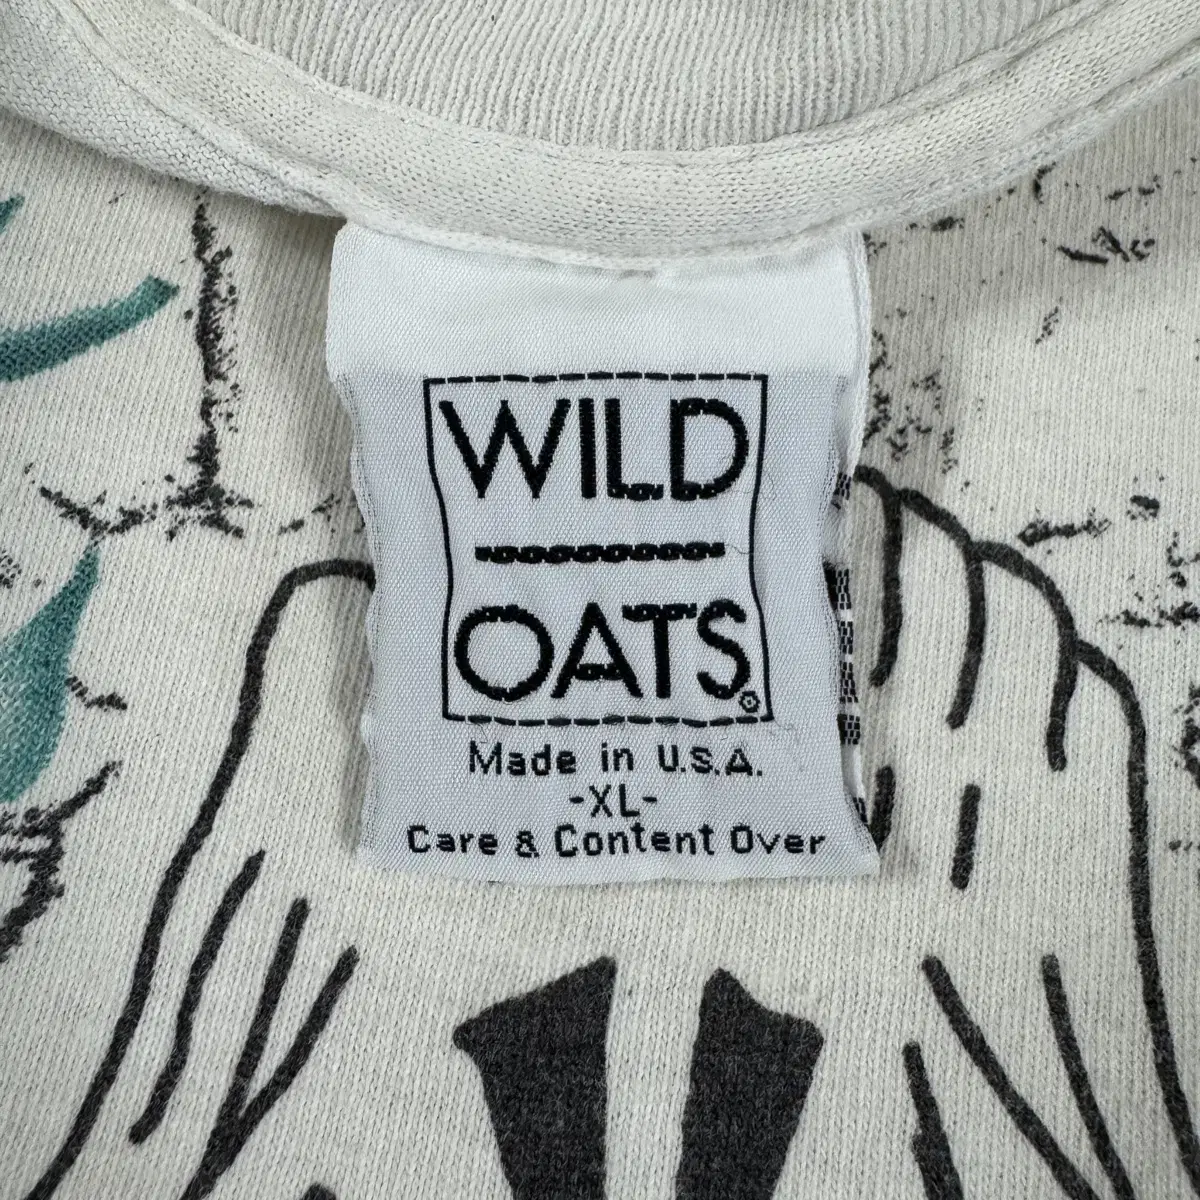 WILD
OATS®
Made in U.S.A.
-XL-
Care & Content Over